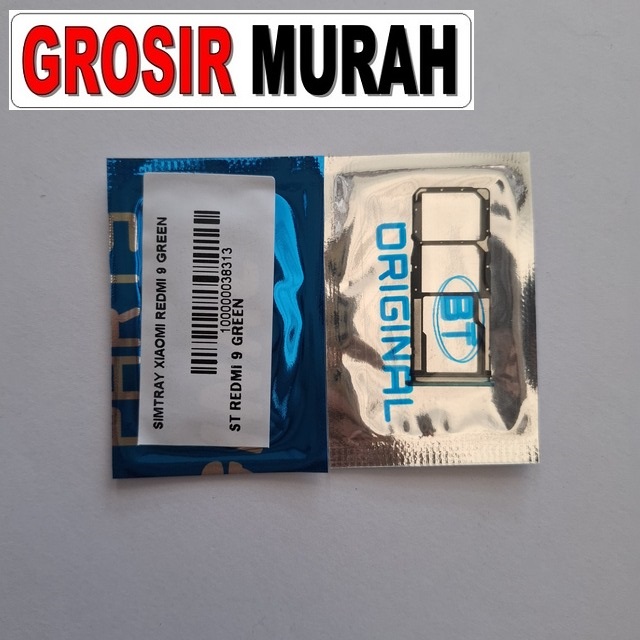 GROSIR MURAH
SIMTRAY XIAOMI REDMI 9 GREEN
100000038313
ST REDMi 9 GREEN
ORIGINAL
BT